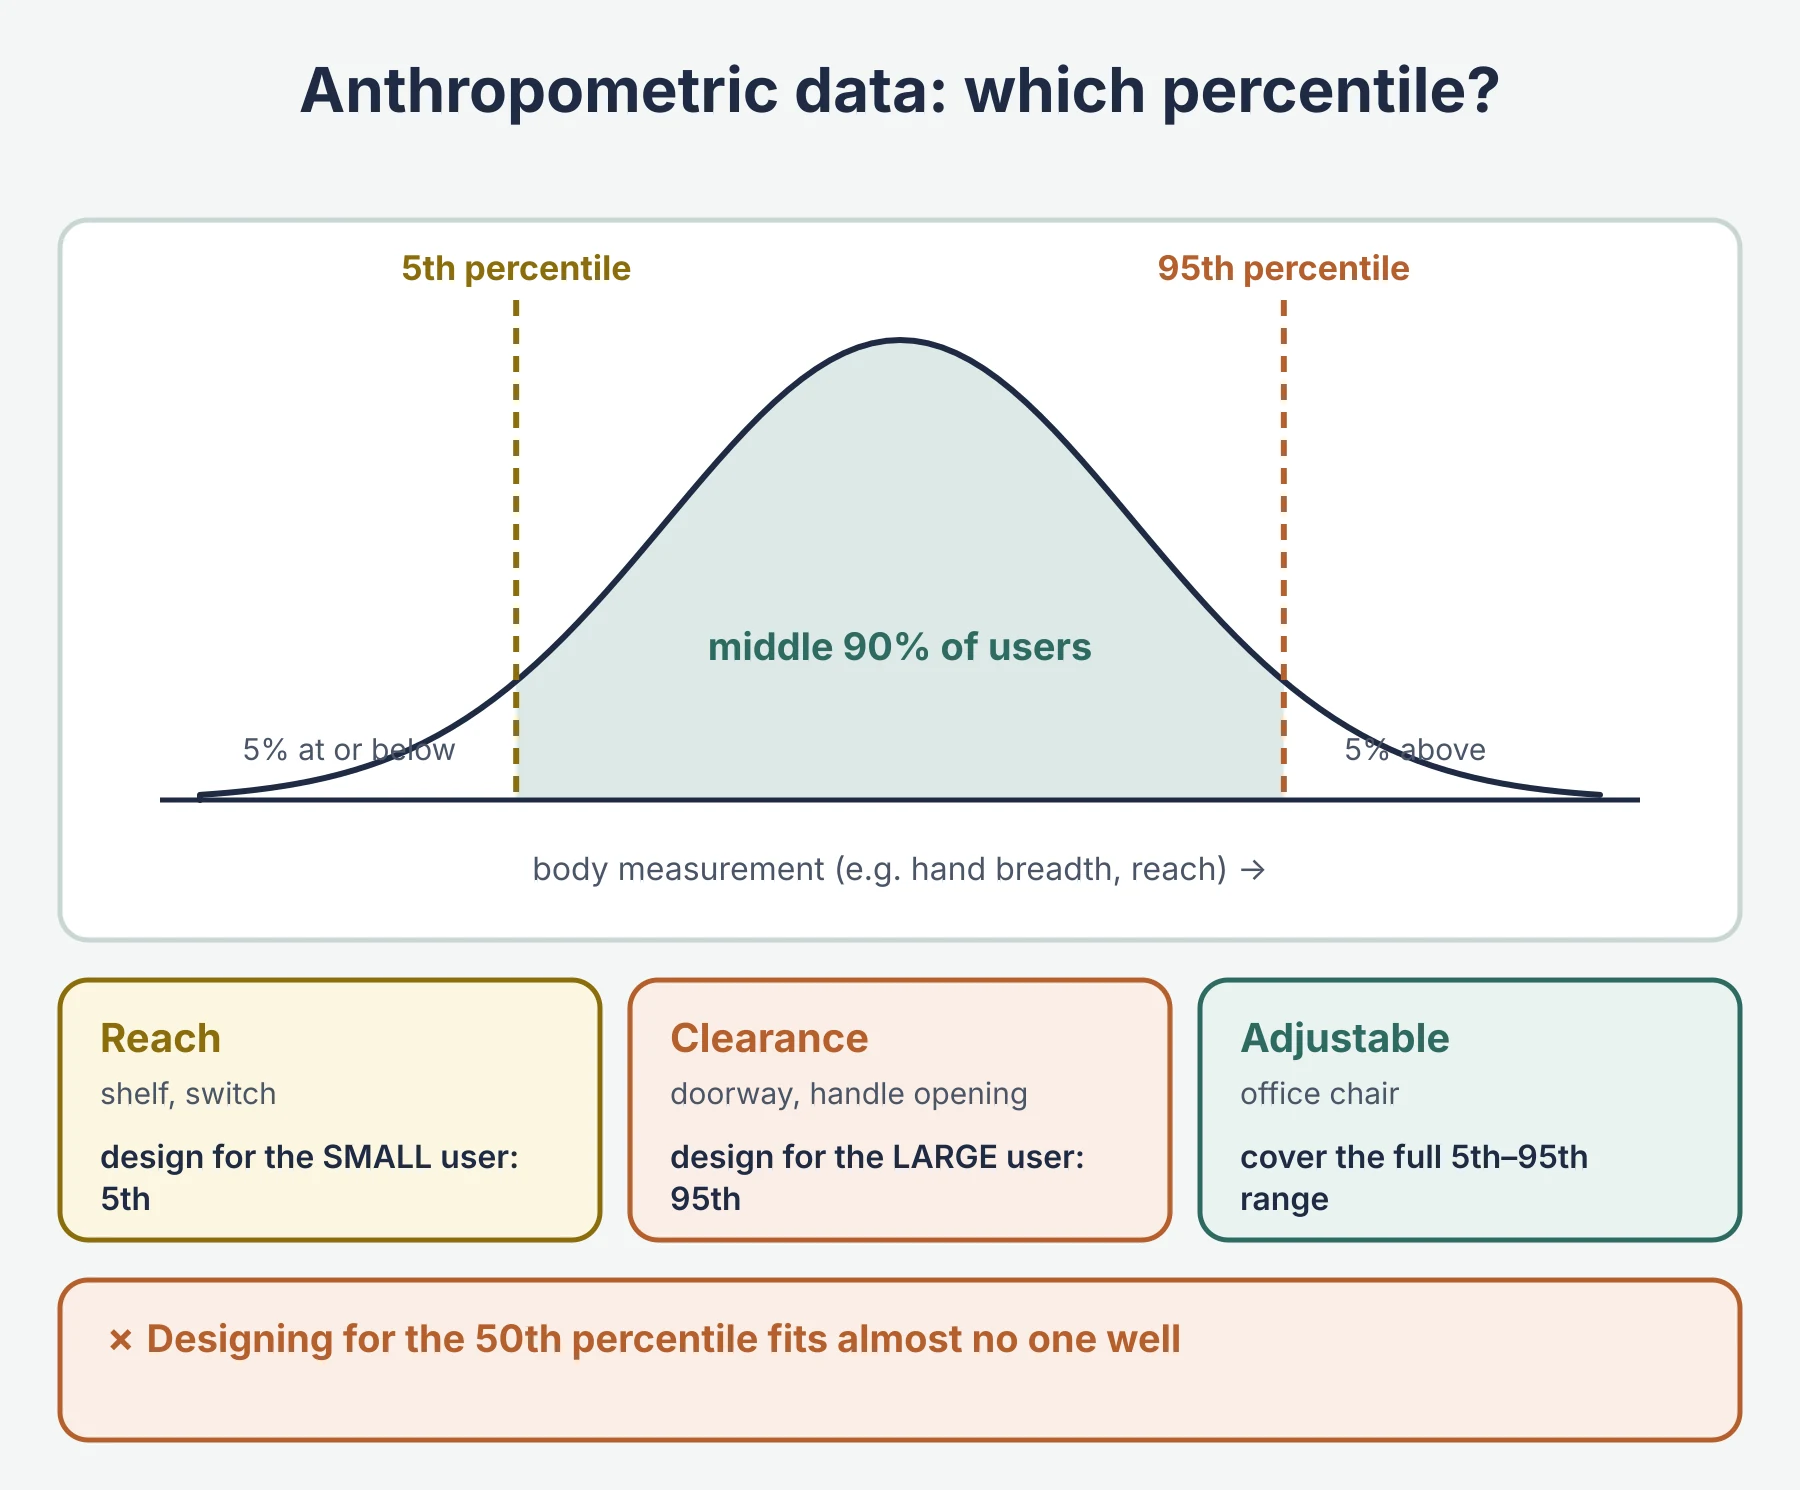 Anthropometric data: which percentile?
5th percentile
95th percentile
middle 90% of users
5% at or below
5% above
body measurement (e.g. hand breadth, reach) →
Reach
shelf, switch
design for the SMALL user:
5th
Clearance
doorway, handle opening
design for the LARGE user:
95th
Adjustable
office chair
cover the full 5th–95th
range
× Designing for the 50th percentile fits almost no one well